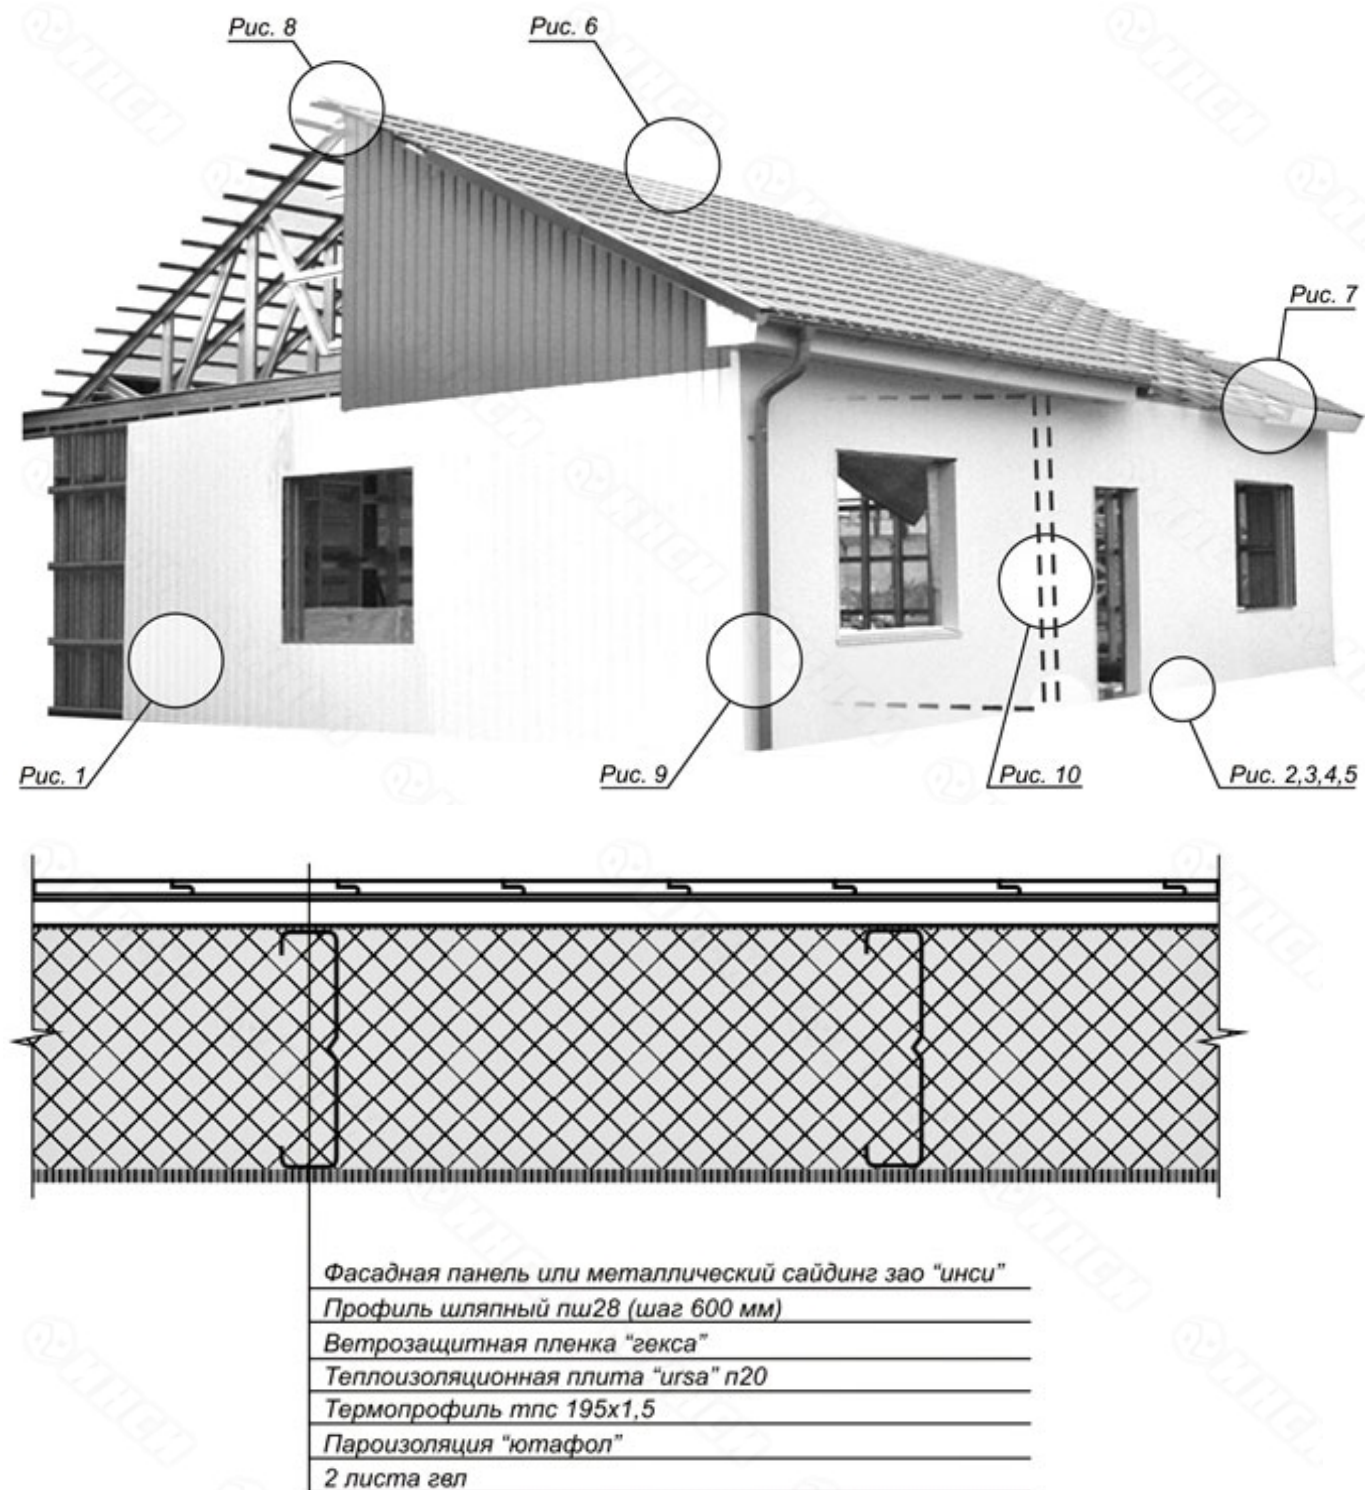 Рис. 8
Рис. 6
Рис. 7
Рис. 1
Рис. 9
Рис. 10
Рис. 2,3,4,5
Фасадная панель или металлический сайдинг зао “инси”
Профиль шляпный пш28 (шаг 600 мм)
Ветрозащитная пленка “гекса”
Теплоизоляционная плита “ursa” п20
Термопрофиль тпс 195х1,5
Пароизоляция “ютафол”
2 листа гвл